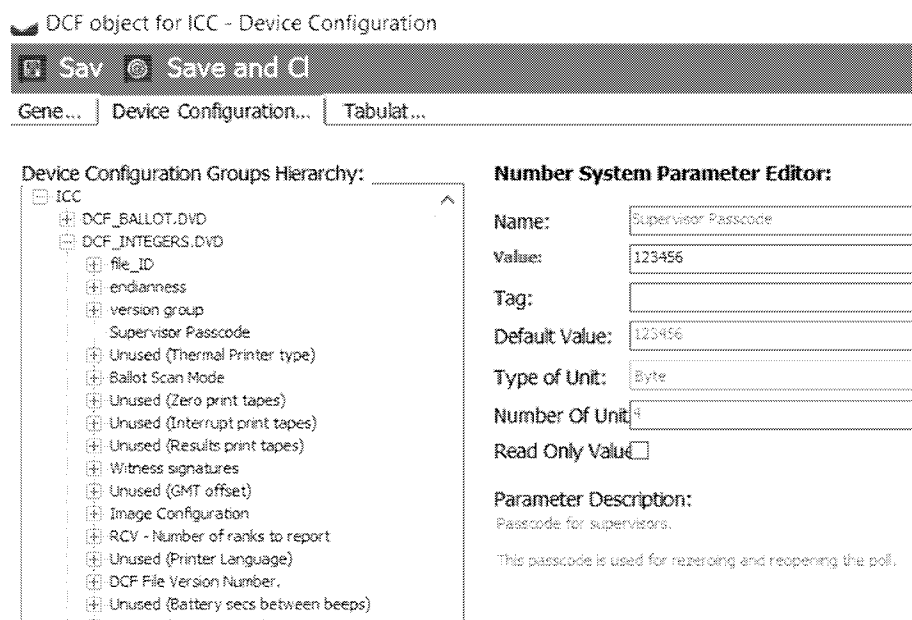 DCF object for ICC - Device Configuration
Sav Save and Cl
Gene... Device Configuration... Tabulat...
Device Configuration Groups Hierarchy:
ICC
DCF_BALLOT.DVD
DCF_INTEGERS.DVD
file_ID
endianness
version group
Supervisor Passcode
Unused (Thermal Printer type)
Ballot Scan Mode
Unused (Zero print tapes)
Unused (Interrupt print tapes)
Unused (Results print tapes)
Witness signatures
Unused (GMT offset)
Image Configuration
RCV - Number of ranks to report
Unused (Printer Language)
DCF File Version Number.
Unused (Battery secs between beeps)
Number System Parameter Editor:
Name: Supervisor Passcode
Value: 123456
Tag:
Default Value: 123456
Type of Unit: Byte
Number Of Unit 4
Read Only Value
Parameter Description:
Passcode for supervisors.
This passcode is used for rezeroing and reopening the poll.